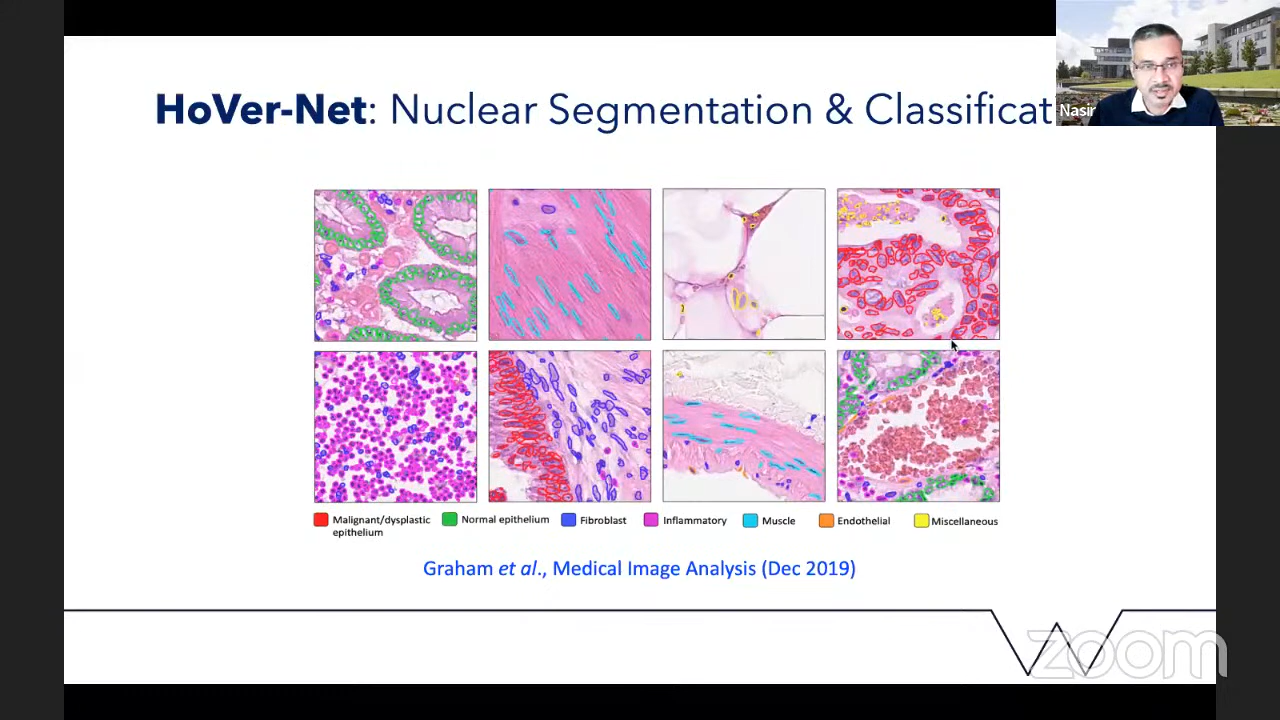 HoVer-Net: Nuclear Segmentation & Classificat
Nasir
Malignant/dysplastic epithelium
Normal epithelium
Fibroblast
Inflammatory
Muscle
Endothelial
Miscellaneous
Graham et al., Medical Image Analysis (Dec 2019)
zoom